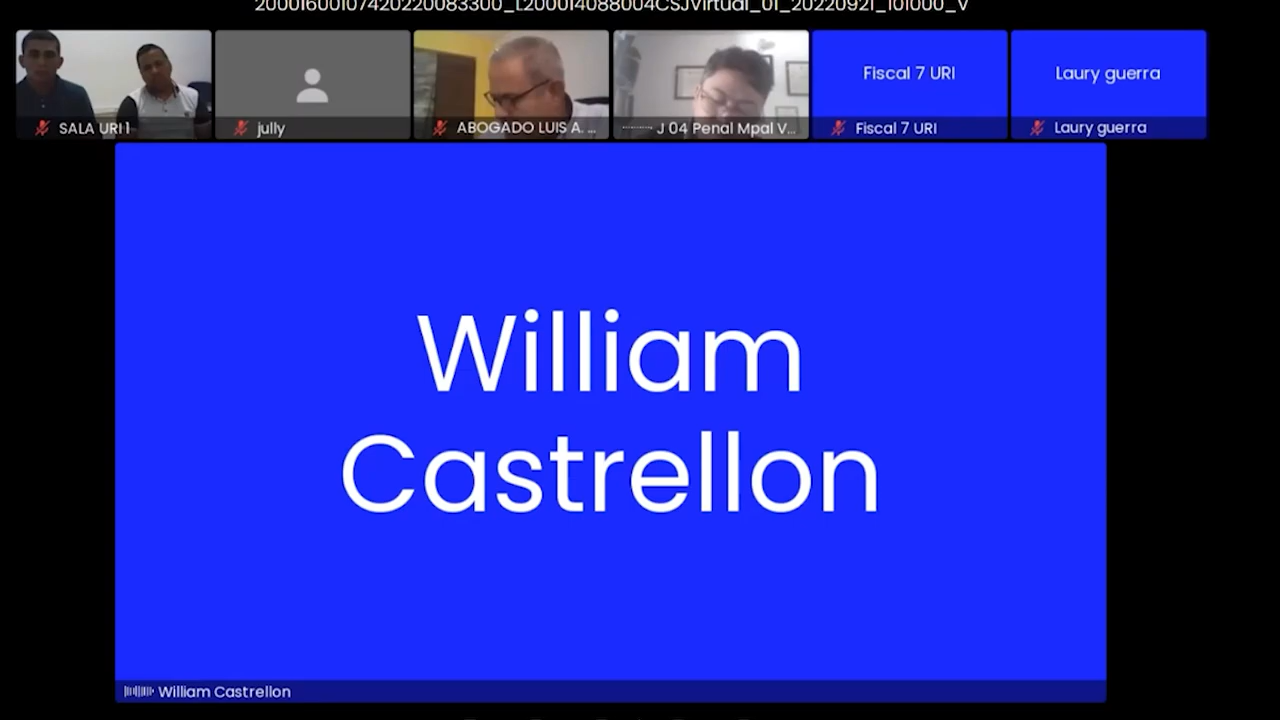 20001600107420220083300_L200014088004CSJVirtual_01_20220921_101000_V
SALA URI 1
jully
ABOGADO LUIS A. ...
J 04 Penal Mpal V...
Fiscal 7 URI
Fiscal 7 URI
Laury guerra
Laury guerra
William
Castrellon
William Castrellon